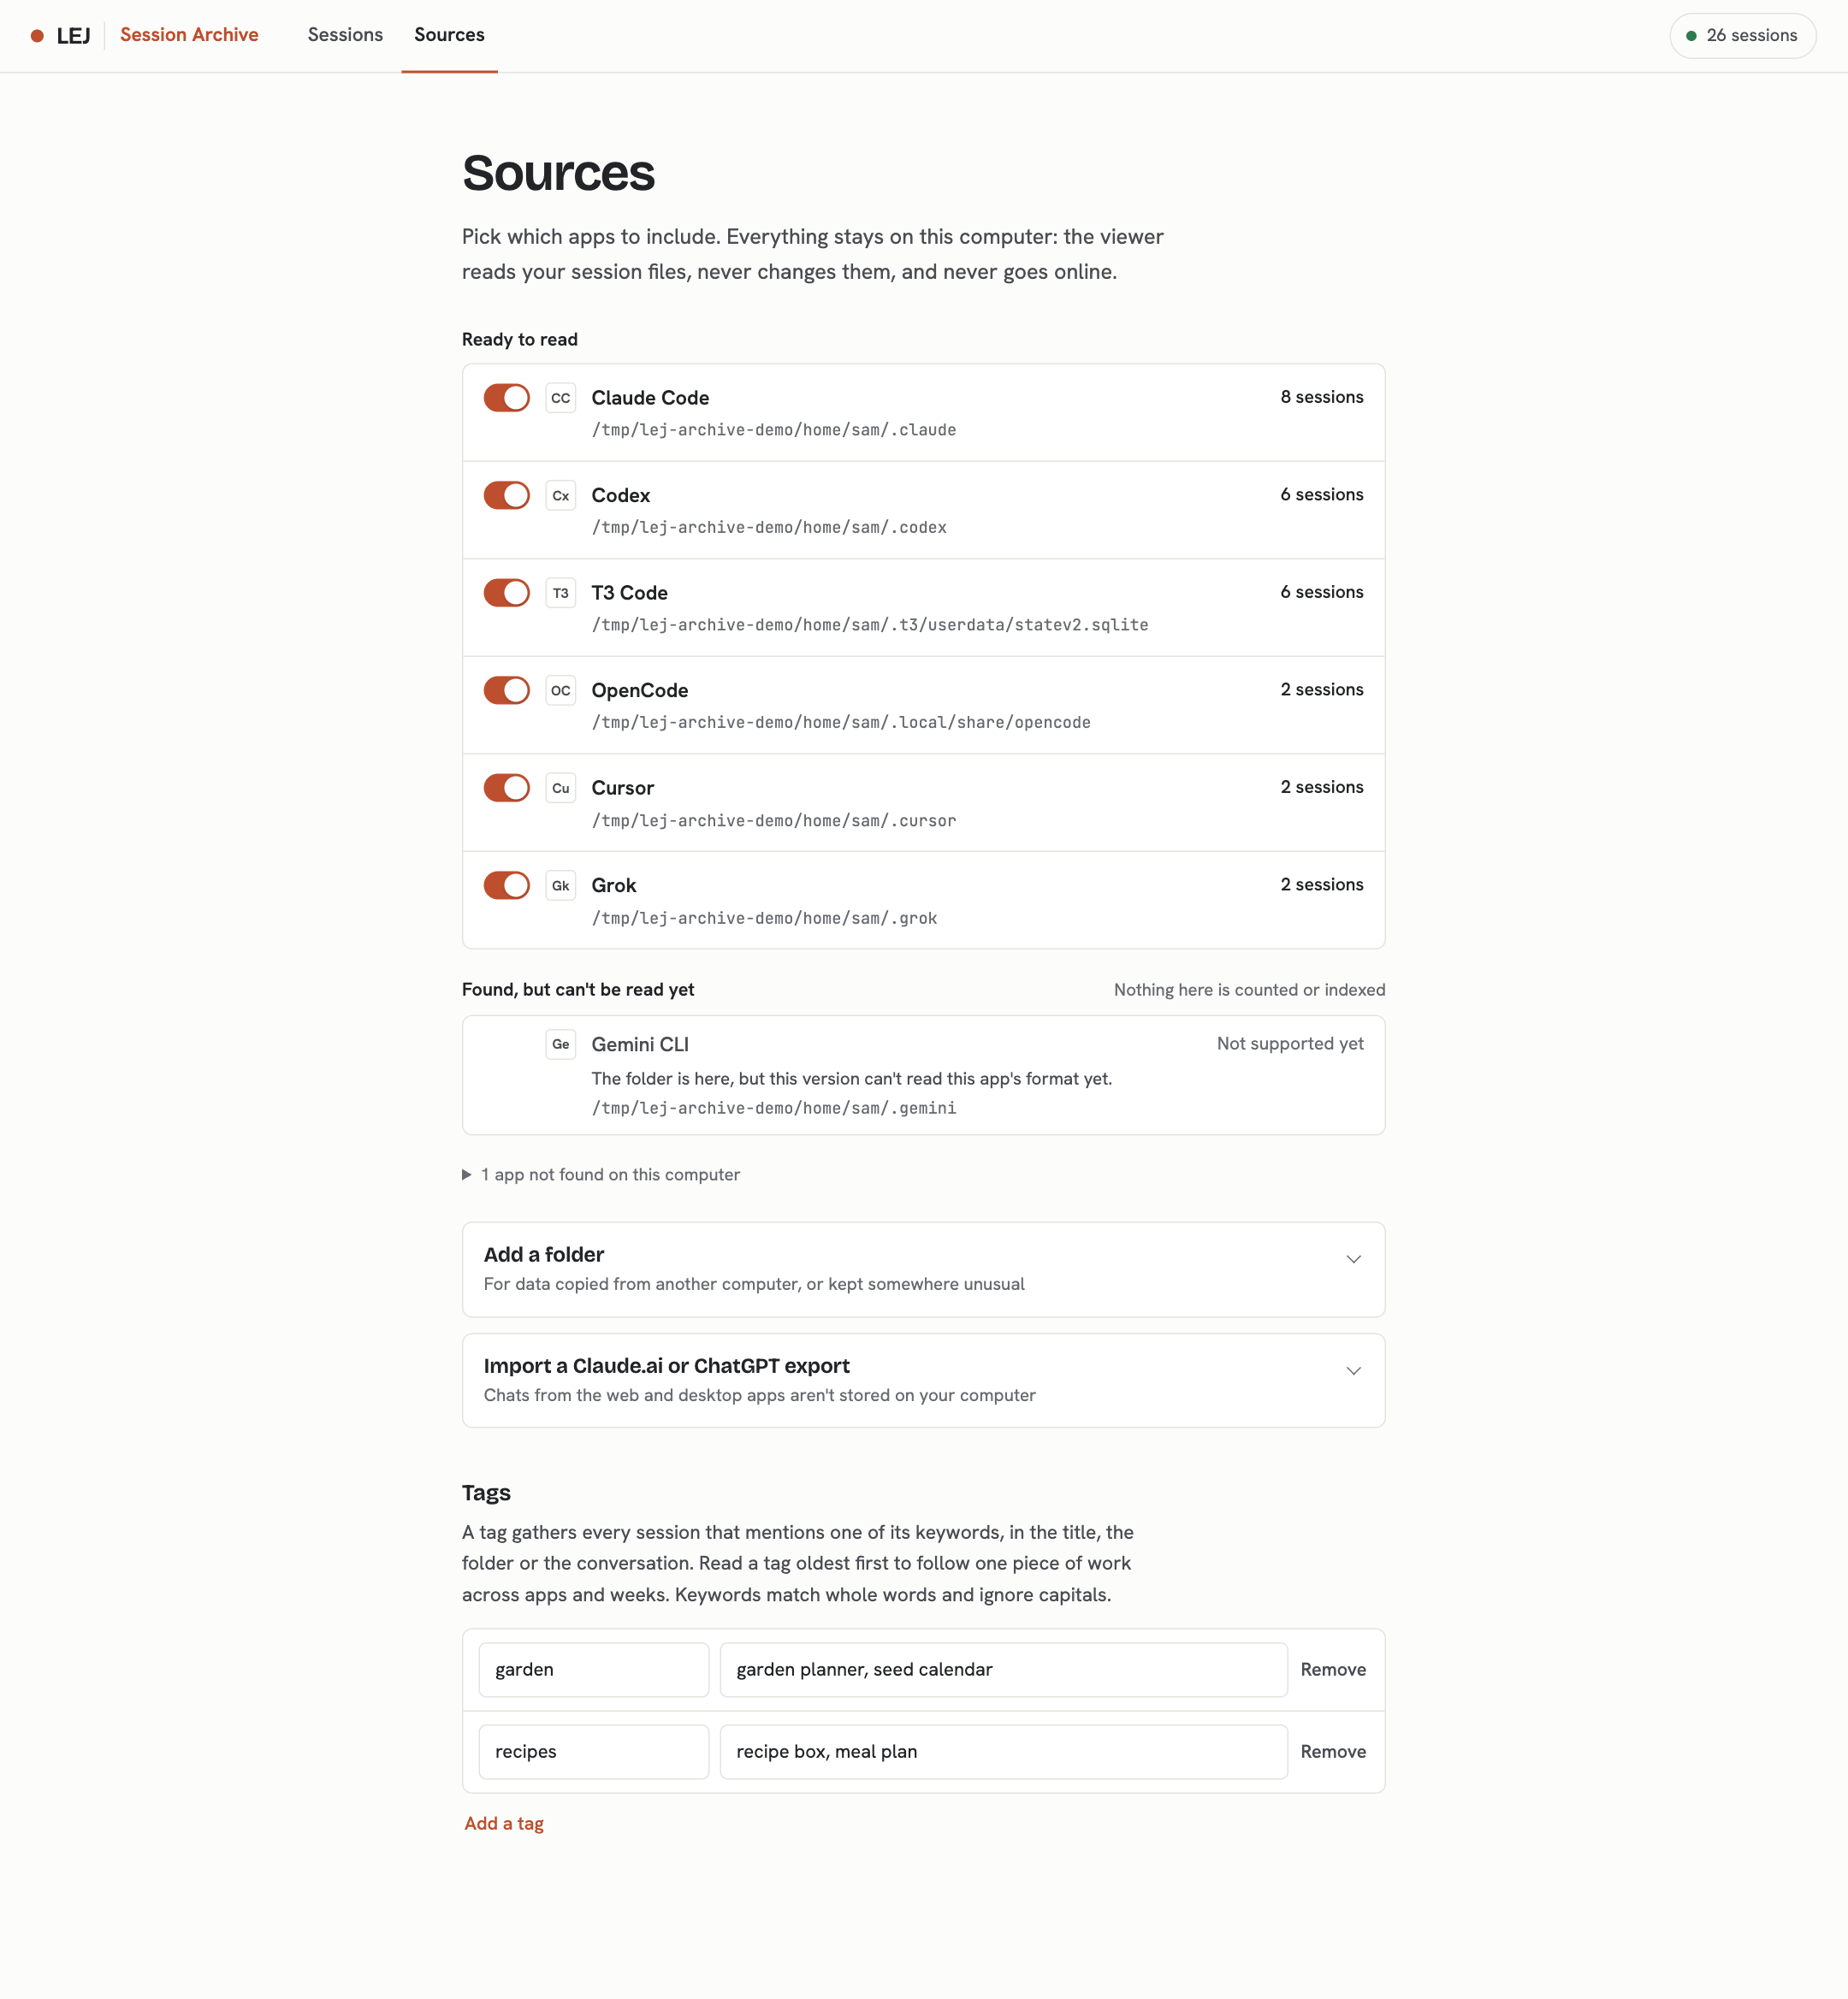 LEJ Session Archive Sessions Sources 26 sessions
Sources
Pick which apps to include. Everything stays on this computer: the viewer
reads your session files, never changes them, and never goes online.
Ready to read
CC Claude Code 8 sessions
/tmp/lej-archive-demo/home/sam/.claude
Cx Codex 6 sessions
/tmp/lej-archive-demo/home/sam/.codex
T3 T3 Code 6 sessions
/tmp/lej-archive-demo/home/sam/.t3/userdata/statev2.sqlite
OC OpenCode 2 sessions
/tmp/lej-archive-demo/home/sam/.local/share/opencode
Cu Cursor 2 sessions
/tmp/lej-archive-demo/home/sam/.cursor
Gk Grok 2 sessions
/tmp/lej-archive-demo/home/sam/.grok
Found, but can't be read yet Nothing here is counted or indexed
Ge Gemini CLI Not supported yet
The folder is here, but this version can't read this app's format yet.
/tmp/lej-archive-demo/home/sam/.gemini
1 app not found on this computer
Add a folder
For data copied from another computer, or kept somewhere unusual
Import a Claude.ai or ChatGPT export
Chats from the web and desktop apps aren't stored on your computer
Tags
A tag gathers every session that mentions one of its keywords, in the title, the
folder or the conversation. Read a tag oldest first to follow one piece of work
across apps and weeks. Keywords match whole words and ignore capitals.
garden garden planner, seed calendar Remove
recipes recipe box, meal plan Remove
Add a tag